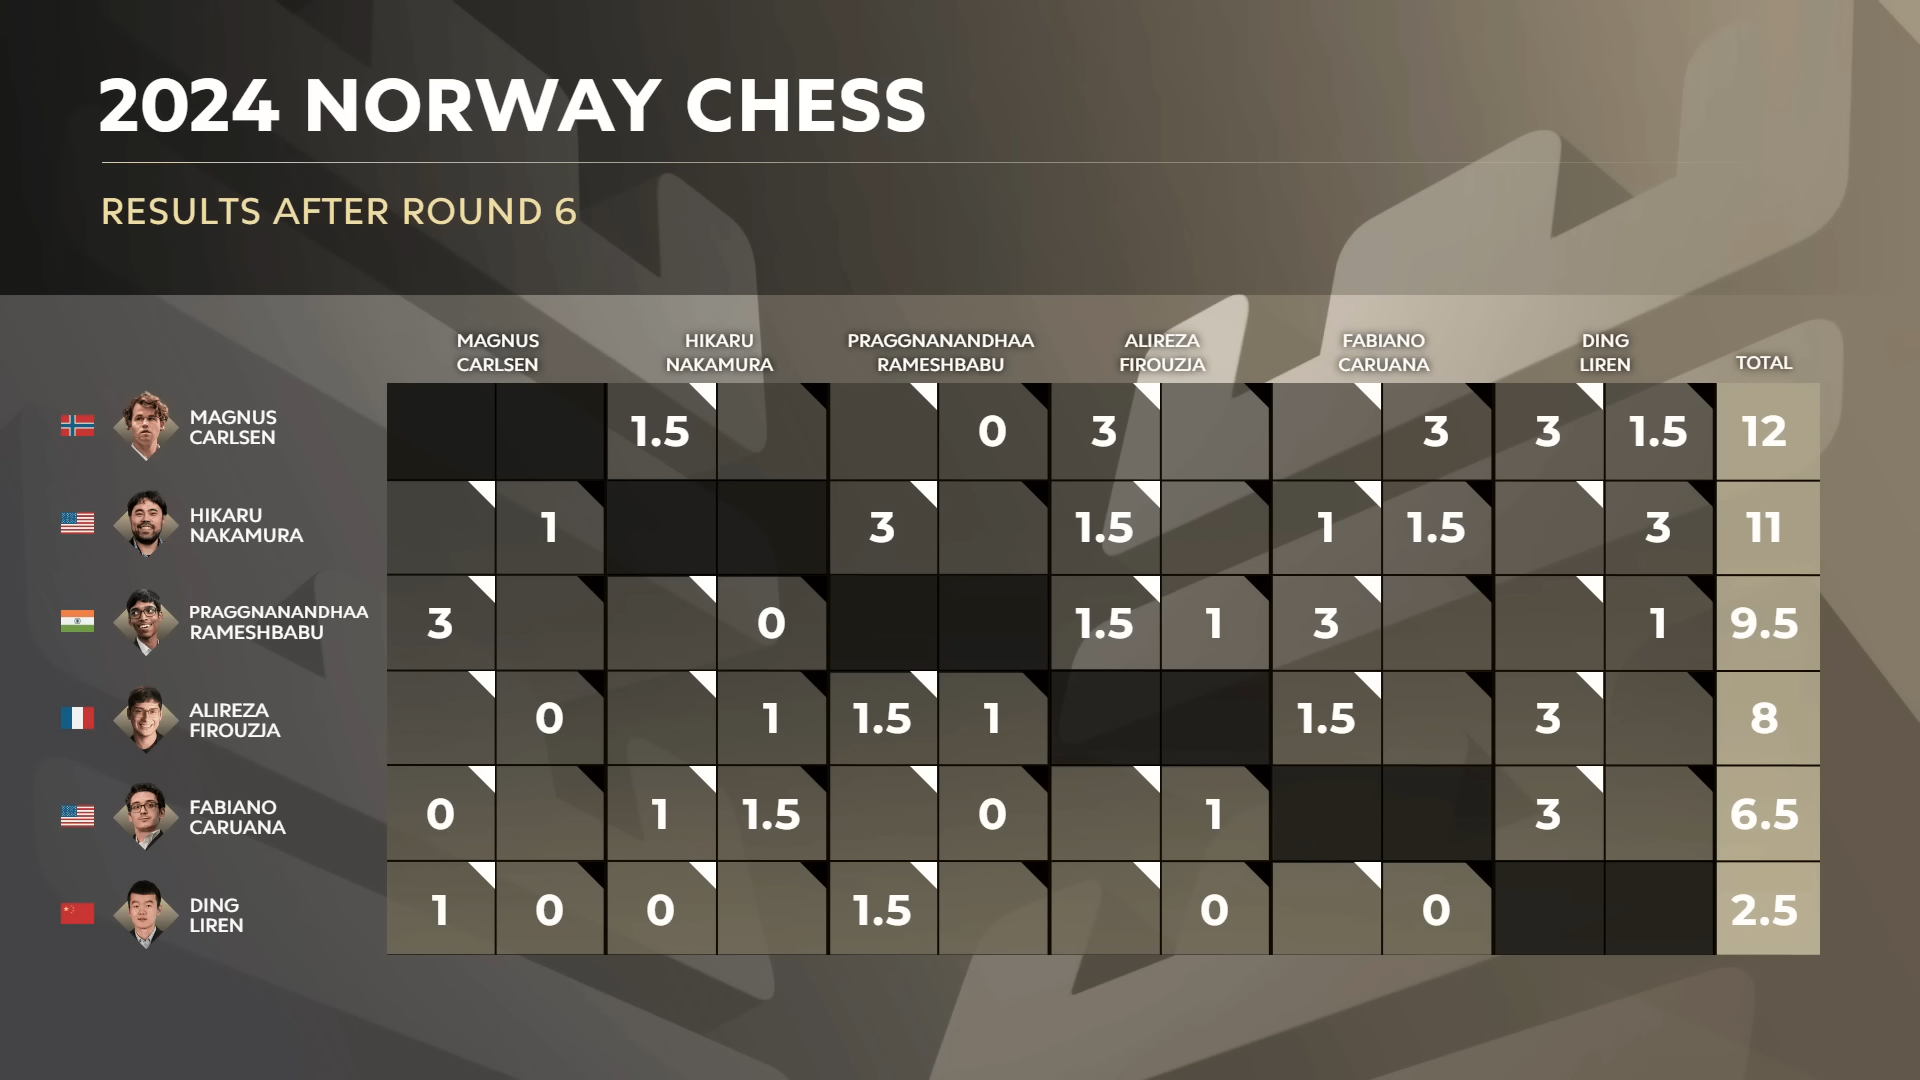 2024 NORWAY CHESS
RESULTS AFTER ROUND 6
MAGNUS CARLSEN
HIKARU NAKAMURA
PRAGGNANANDHAA RAMESHBABU
ALIREZA FIROUZJA
FABIANO CARUANA
DING LIREN
TOTAL
MAGNUS CARLSEN 1.5 0 3 3 3 1.5 12
HIKARU NAKAMURA 1 3 1.5 1 1.5 3 11
PRAGGNANANDHAA RAMESHBABU 3 0 1.5 1 3 1 9.5
ALIREZA FIROUZJA 0 1 1.5 1 1.5 3 8
FABIANO CARUANA 0 1 1.5 0 1 3 6.5
DING LIREN 1 0 0 1.5 0 0 2.5